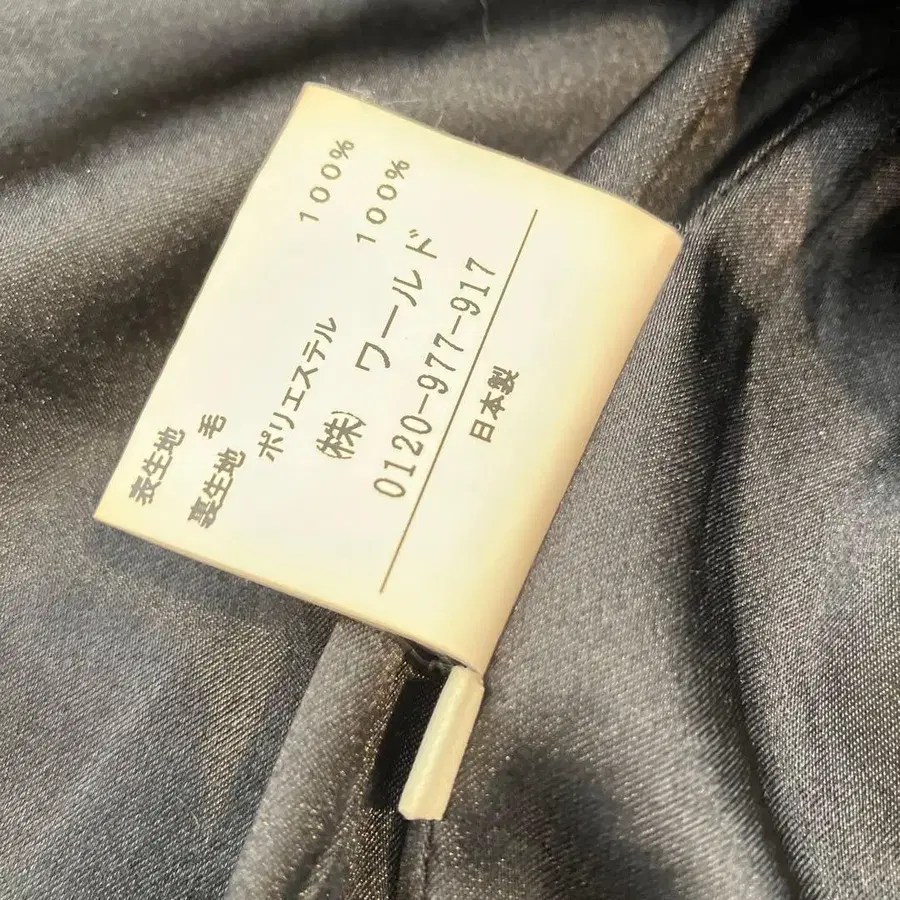 表生地
毛 100%
裏生地
ポリエステル 100%
㈱ ワールド
0120-977-917
日本製